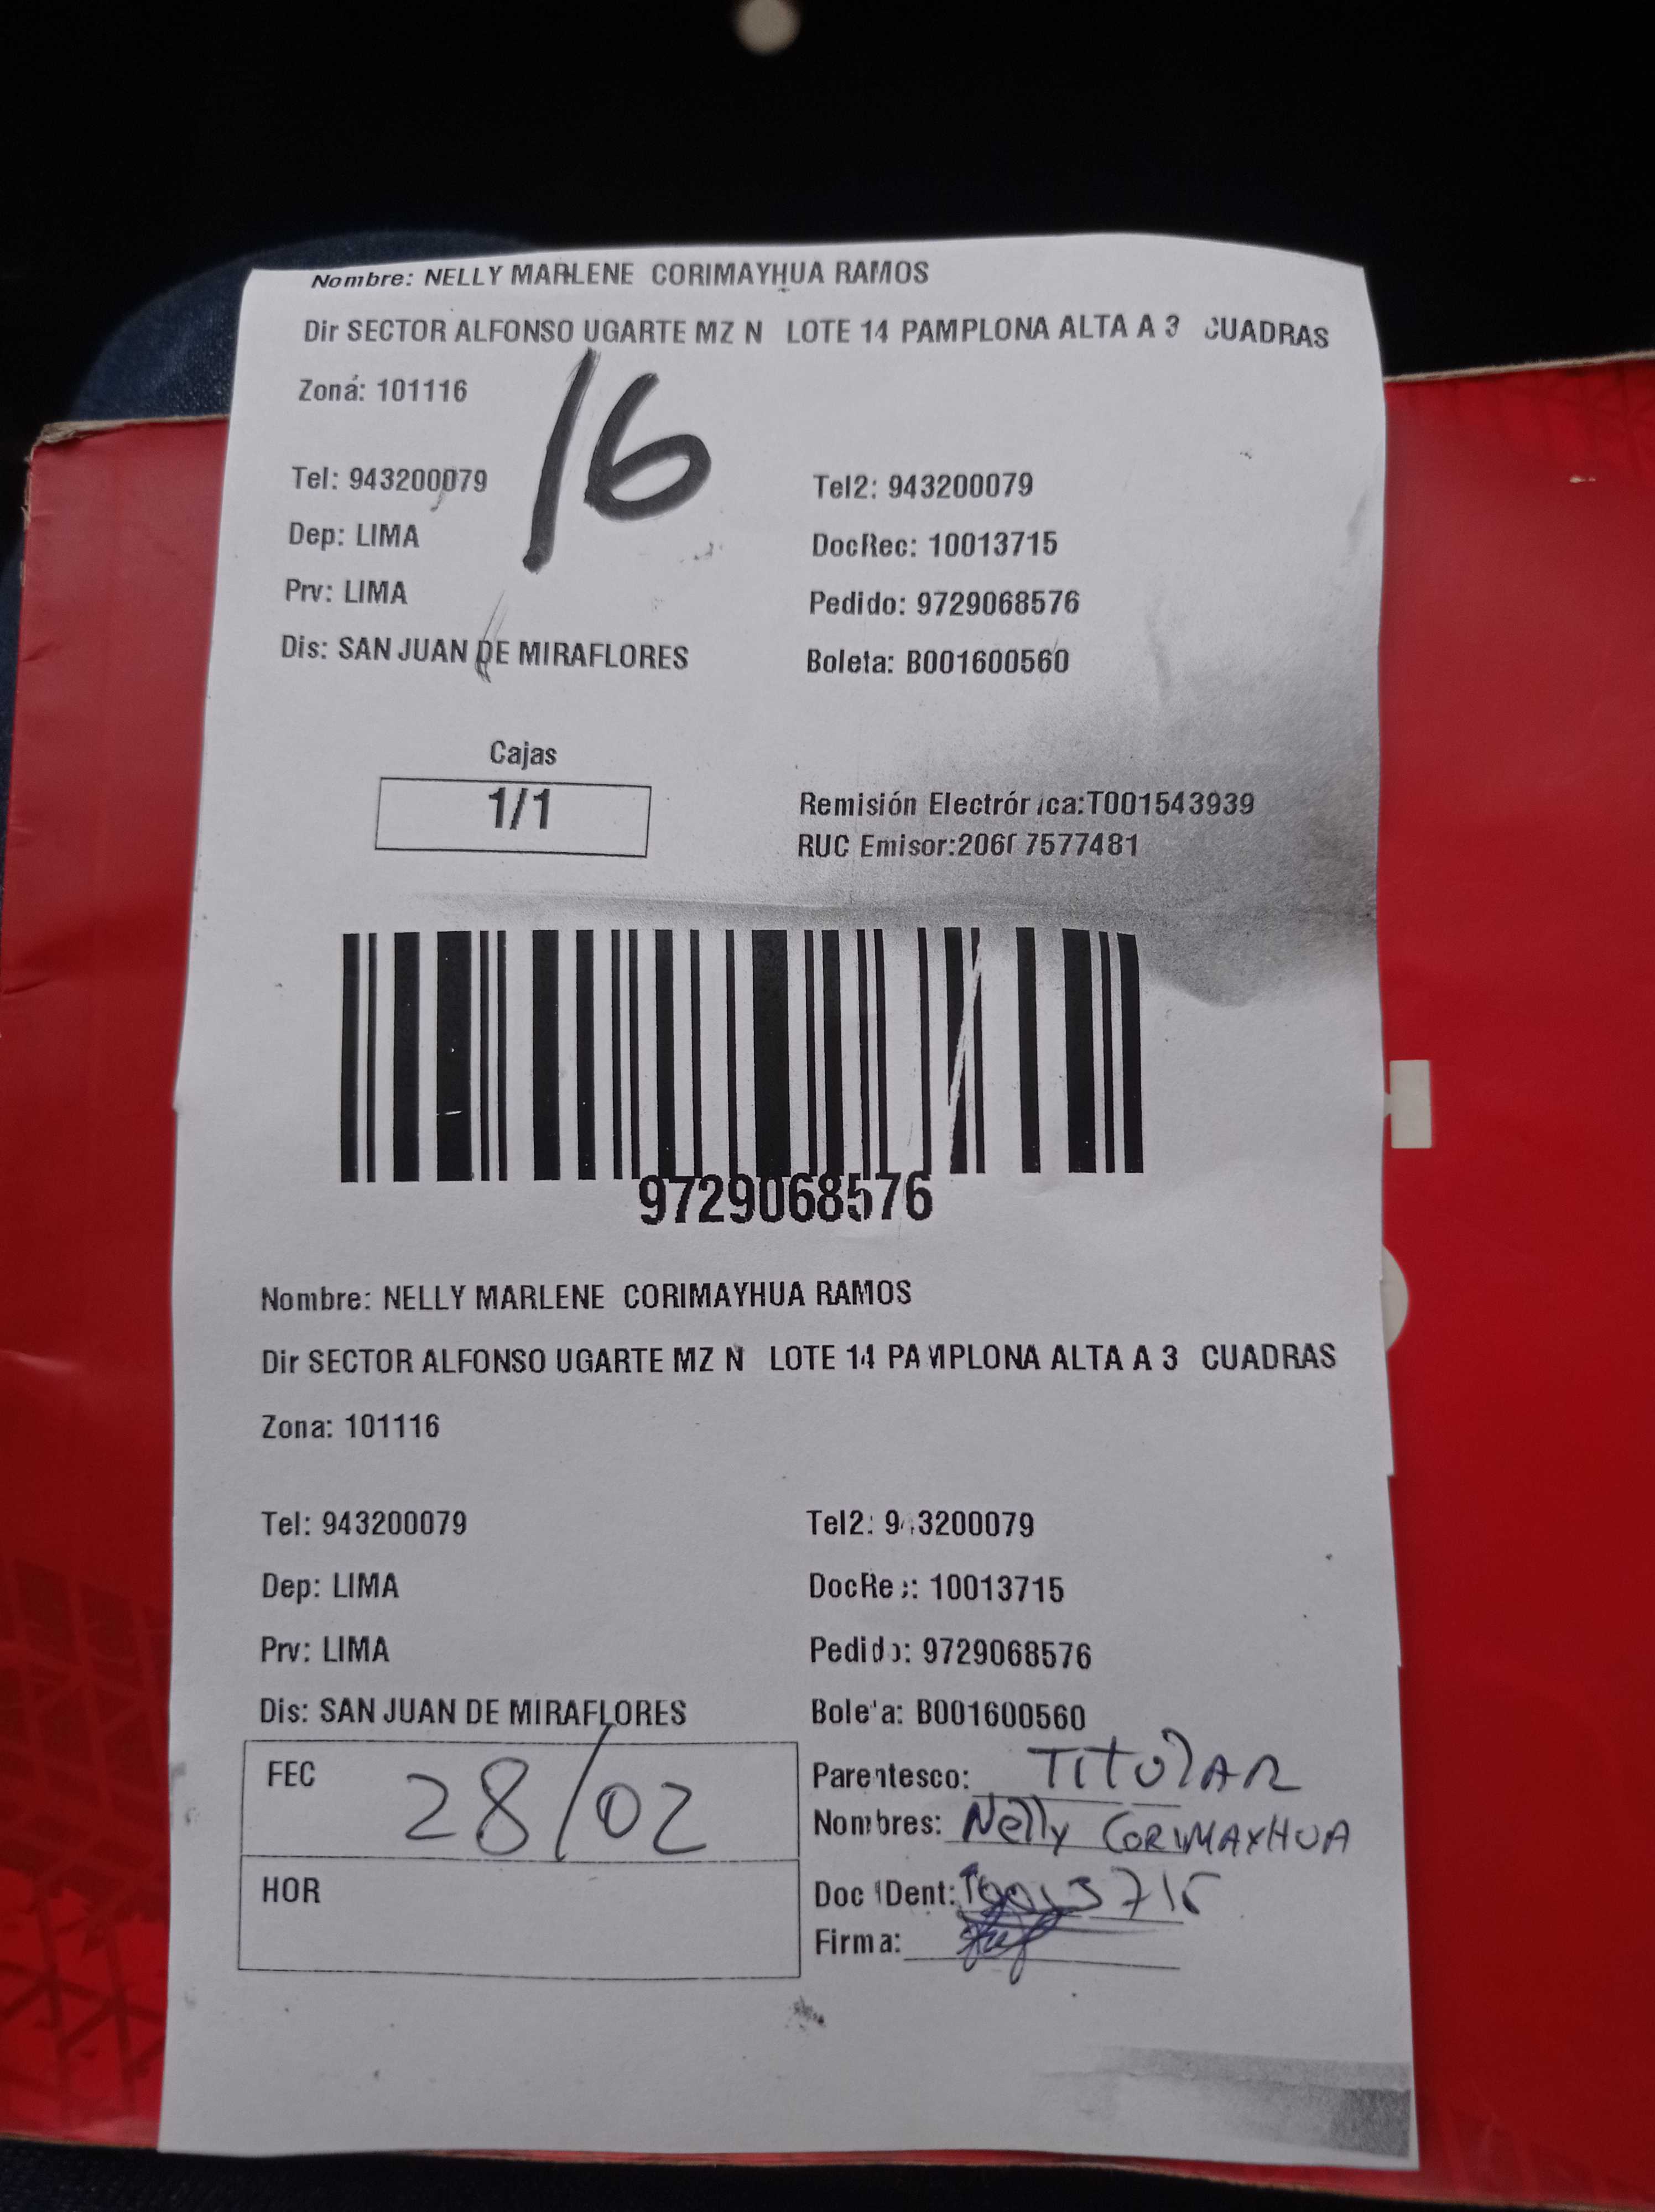 Nombre: NELLY MARLENE CORIMAYHUA RAMOS
Dir SECTOR ALFONSO UGARTE MZ N LOTE 14 PAMPLONA ALTA A 3 CUADRAS
Zona: 101116
16
Tel: 943200079 Tel2: 943200079
Dep: LIMA DocRec: 10013715
Prv: LIMA Pedido: 9729068576
Dis: SAN JUAN DE MIRAFLORES Boleta: B001600560
Cajas
1/1
Remisión Electrónica:T001543939
RUC Emisor:20607577481
9729068576
Nombre: NELLY MARLENE CORIMAYHUA RAMOS
Dir SECTOR ALFONSO UGARTE MZ N LOTE 14 PAMPLONA ALTA A 3 CUADRAS
Zona: 101116
Tel: 943200079 Tel2: 943200079
Dep: LIMA DocRec: 10013715
Prv: LIMA Pedido: 9729068576
Dis: SAN JUAN DE MIRAFLORES Boleta: B001600560
FEC 28/02 Parentesco: TITULAR
Nombres: Nelly CORIMAYHUA
HOR Doc IDent: 10013715
Firma: